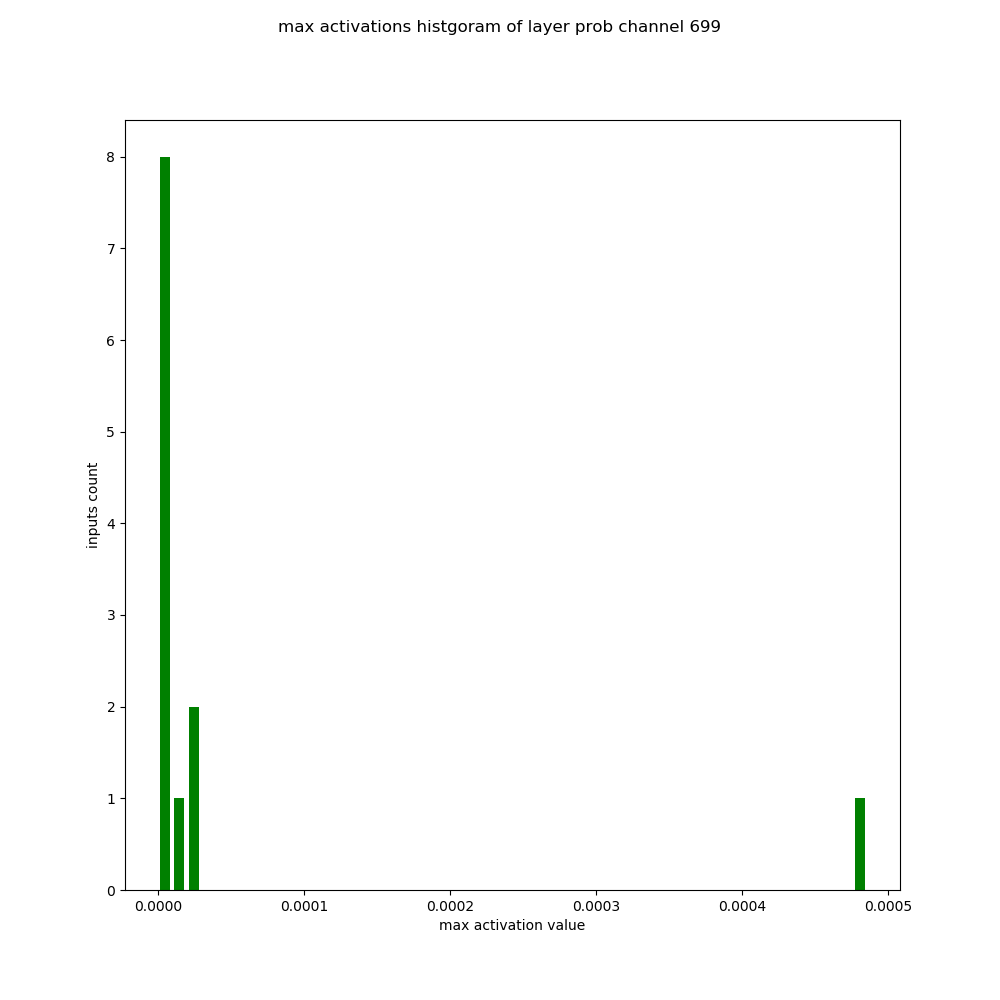 max activations histgoram of layer prob channel 699
8
7
6
5
4
3
2
1
0
inputs count
0.0000 0.0001 0.0002 0.0003 0.0004 0.0005
max activation value